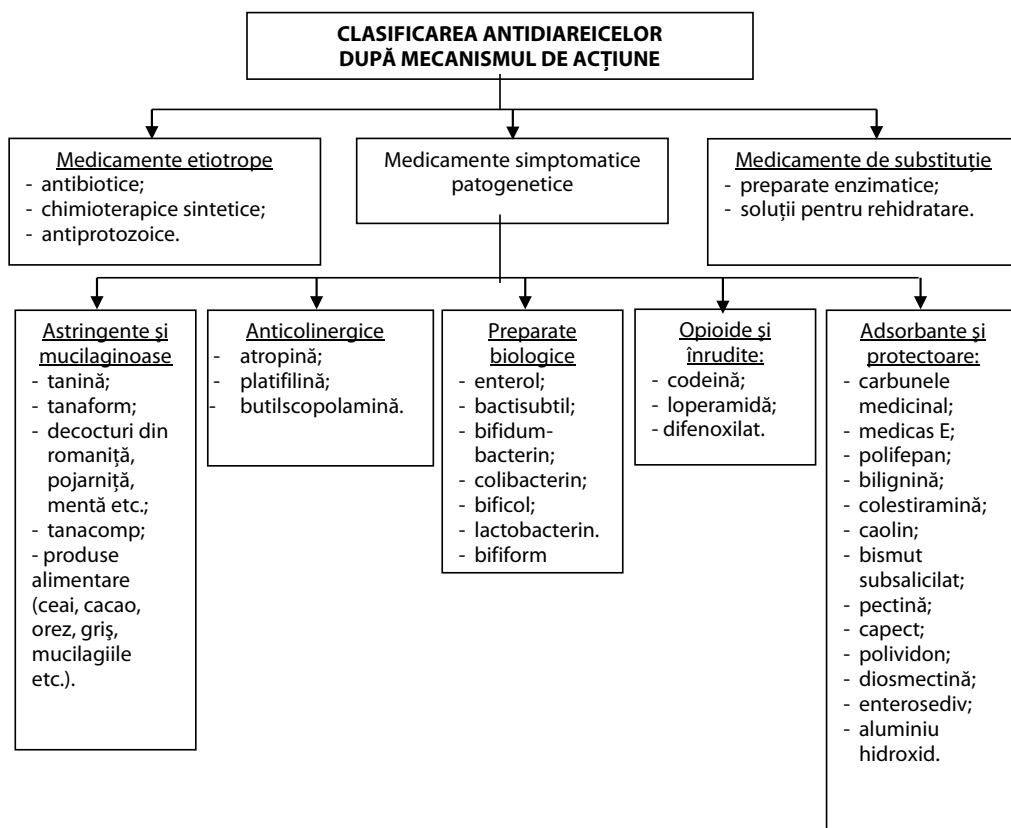 CLASIFICAREA ANTIDIAREICELOR
DUPĂ MECANISMUL DE ACȚIUNE
Medicamente etiotrope
- antibiotice;
- chimioterapice sintetice;
- antiprotozoice.
Medicamente simptomatice
patogenetice
Medicamente de substituție
- preparate enzimatice;
- soluții pentru rehidratare.
Astringente şi
mucilaginoase
- tanină;
- tanaform;
- decocturi din
romaniță,
pojarniță,
mentă etc.;
- tanacomp;
- produse
alimentare
(ceai, cacao,
orez, griş,
mucilagiile
etc.).
Anticolinergice
- atropină;
- platifilină;
- butilscopolamină.
Preparate
biologice
- enterol;
- bactisubtil;
- bifidum-
bacterin;
- colibacterin;
- bificol;
- lactobacterin.
- bifiform
Opioide şi
înrudite:
- codeină;
- loperamidă;
- difenoxilat.
Adsorbante şi
protectoare:
- carbunele
medicinal;
- medicas E;
- polifepan;
- bilignină;
- colestiramină;
- caolin;
- bismut
subsalicilat;
- pectină;
- capect;
- polividon;
- diosmectină;
- enterosediv;
- aluminiu
hidroxid.